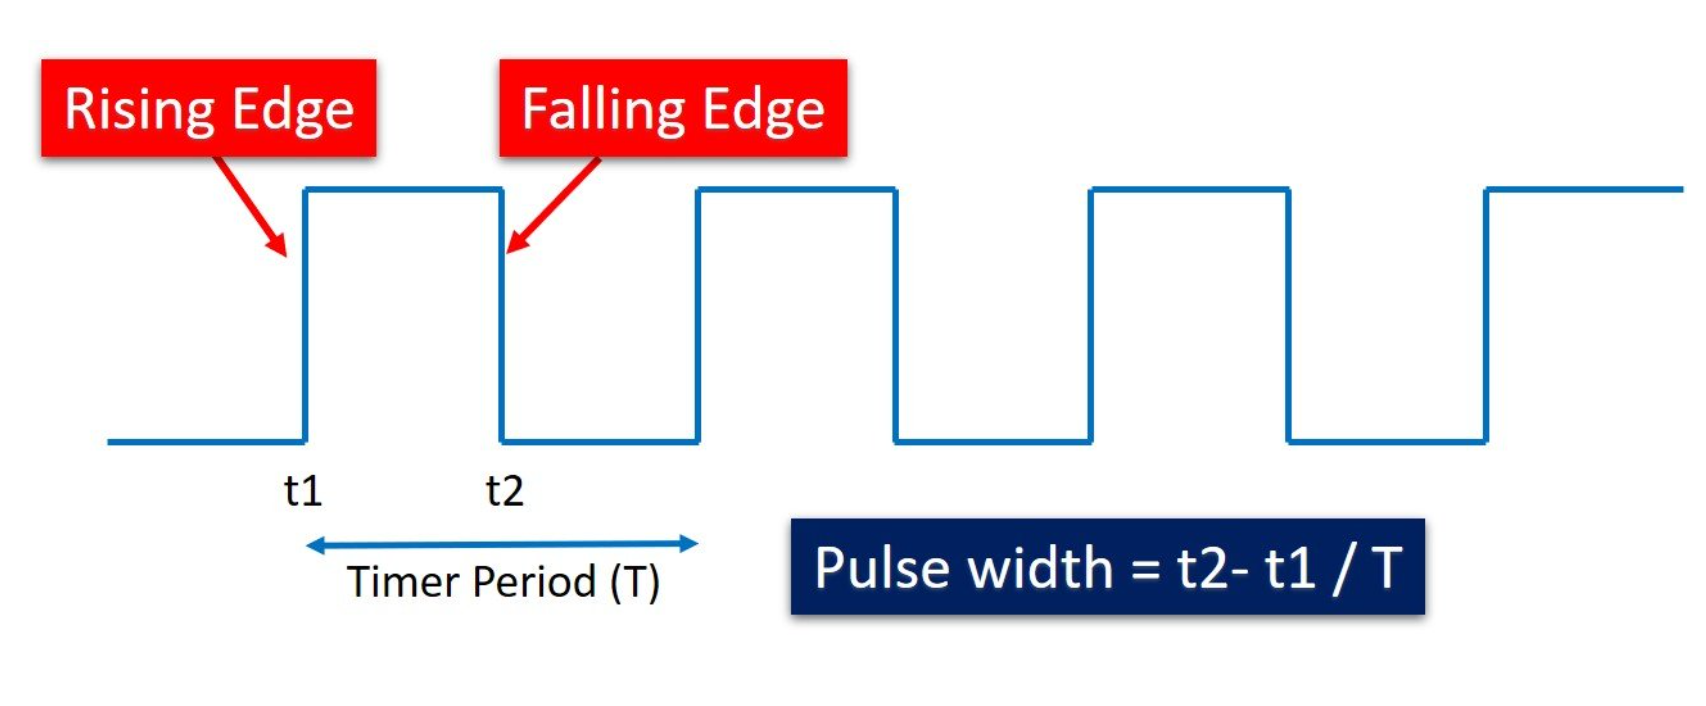 Rising Edge
Falling Edge
t1
t2
Timer Period (T)
Pulse width = t2- t1 / T